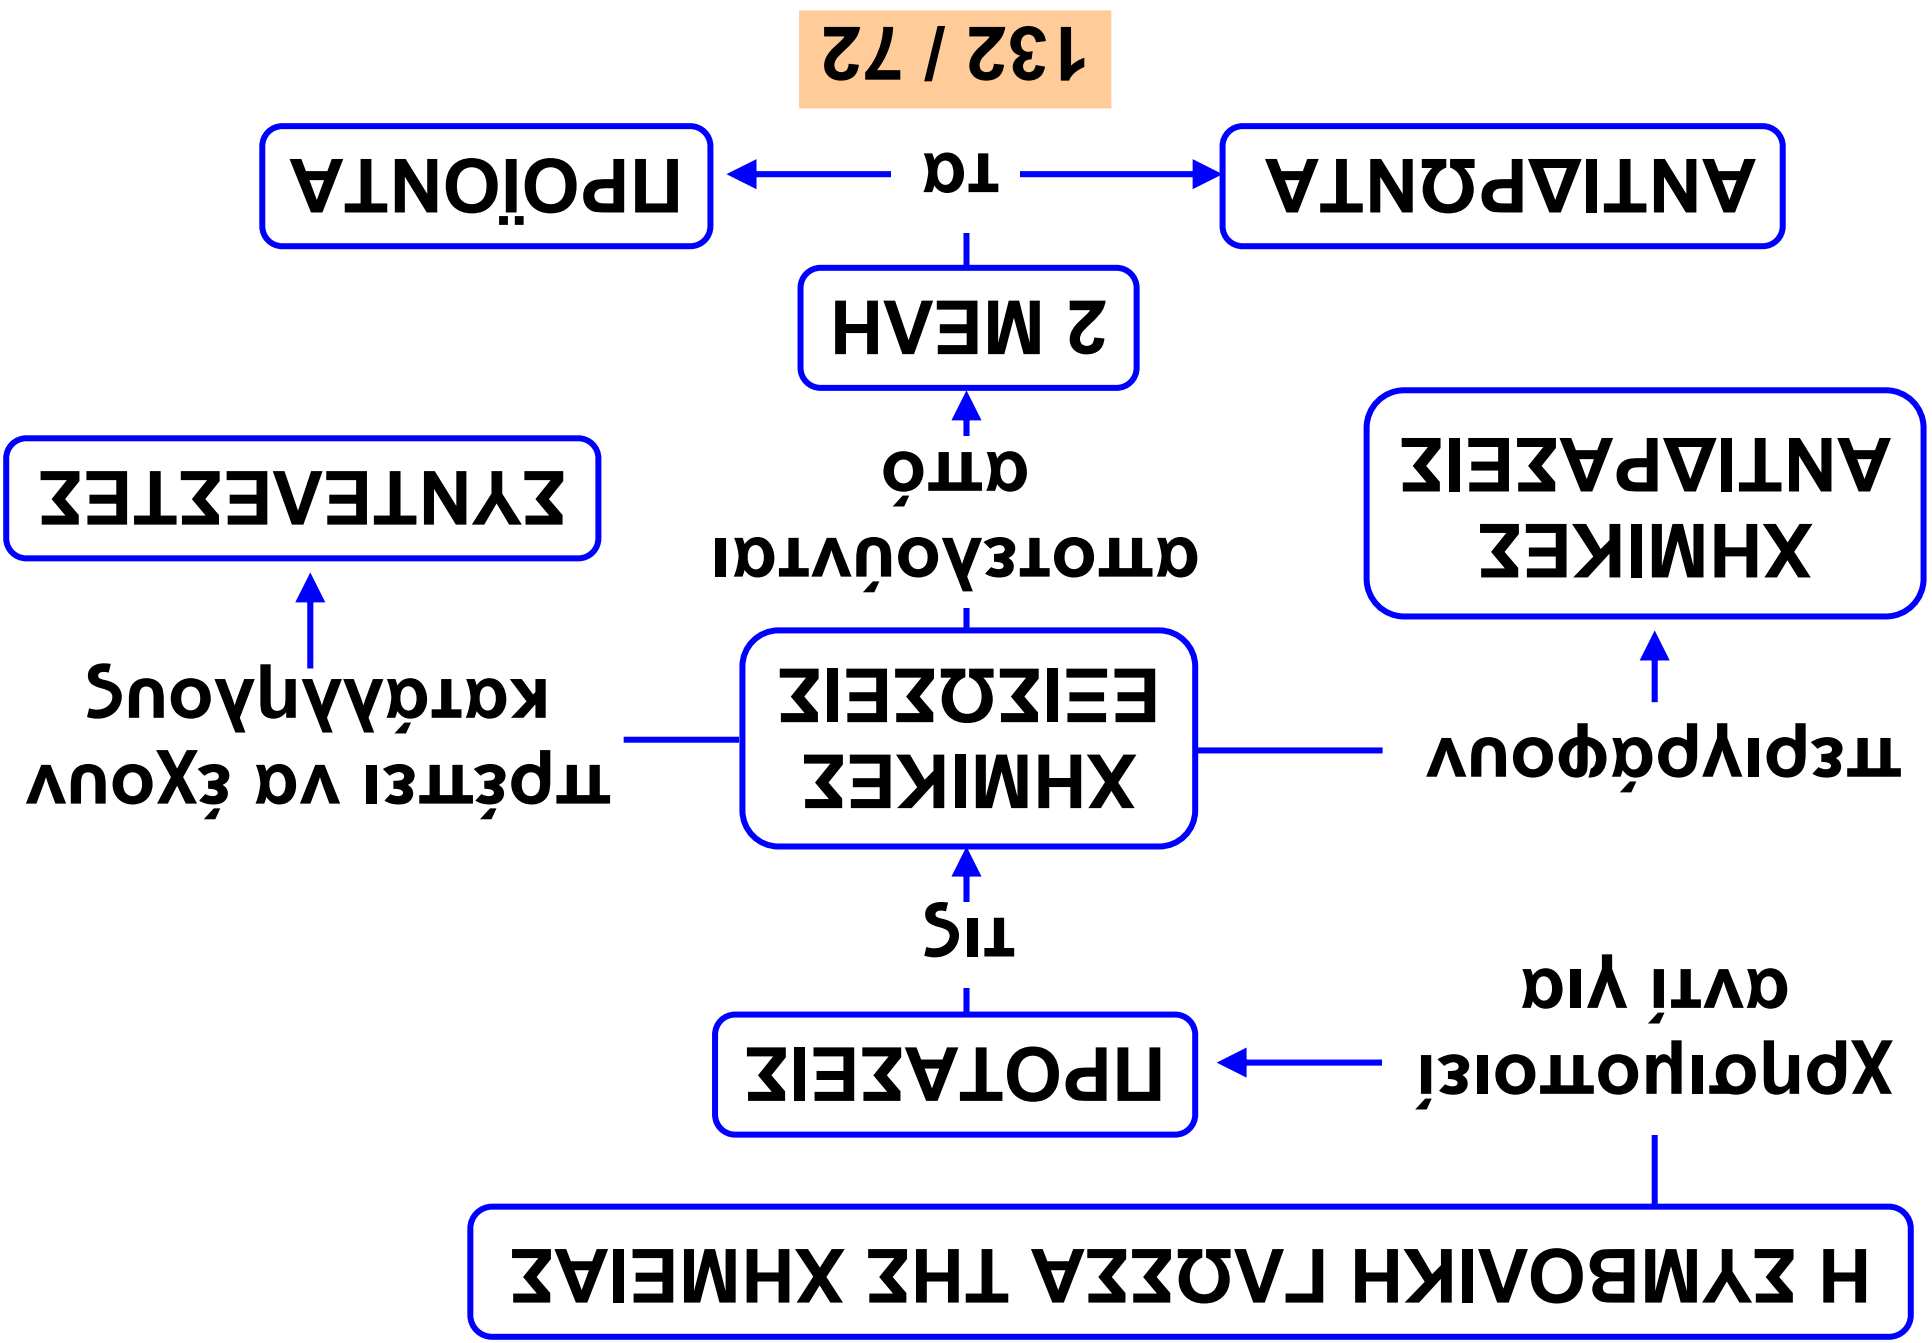 Η ΣΥΜΒΟΛΙΚΗ ΓΛΩΣΣΑ ΤΗΣ ΧΗΜΕΙΑΣ
Χρησιμοποιεί
αντί για
ΠΡΟΤΑΣΕΙΣ
τις
ΧΗΜΙΚΕΣ
ΕΞΙΣΩΣΕΙΣ
περιγράφουν
ΧΗΜΙΚΕΣ
ΑΝΤΙΔΡΑΣΕΙΣ
πρέπει να έχουν
κατάλληλους
ΣΥΝΤΕΛΕΣΤΕΣ
αποτελούνται
από
2 ΜΕΛΗ
τα
ΑΝΤΙΔΡΩΝΤΑ
ΠΡΟΪΟΝΤΑ
132 / 72